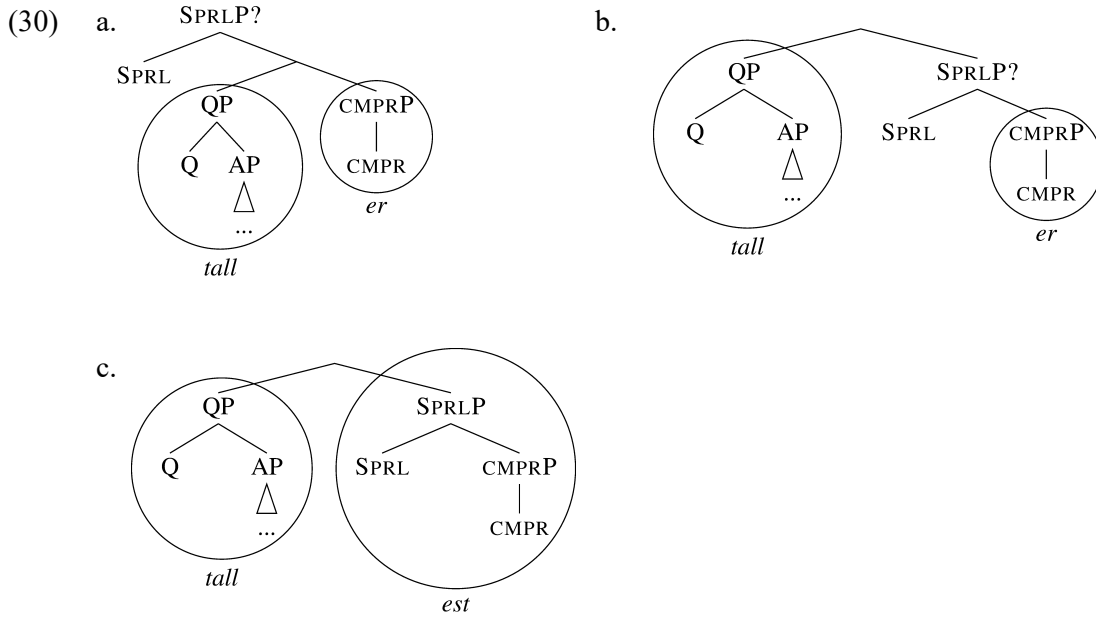 (30) a. SPRLP?
SPRL
QP CMPRP
Q AP CMPR
...
er
tall
b.
QP SPRLP?
Q AP SPRL CMPRP
... CMPR
tall er
c.
QP SPRLP
Q AP SPRL CMPRP
... CMPR
tall
est